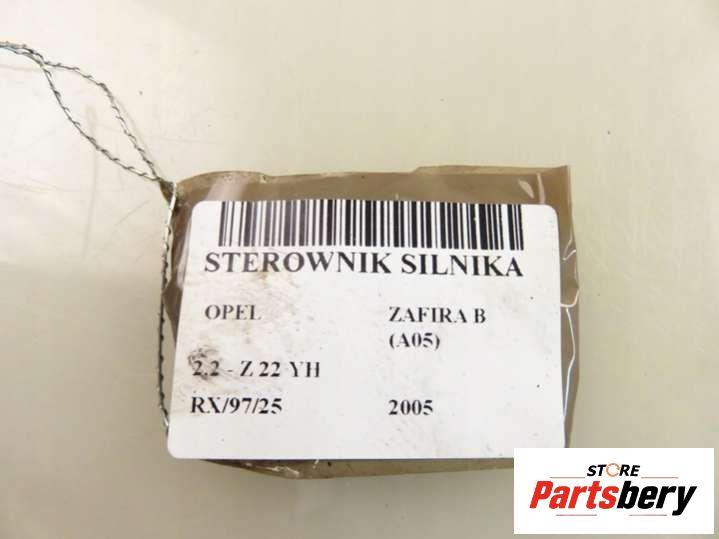 STEROWNIK SILNIKA
OPEL ZAFIRA B
(A05)
2.2 - Z 22 YH
RX/97/25 2005
STORE
Partsbery